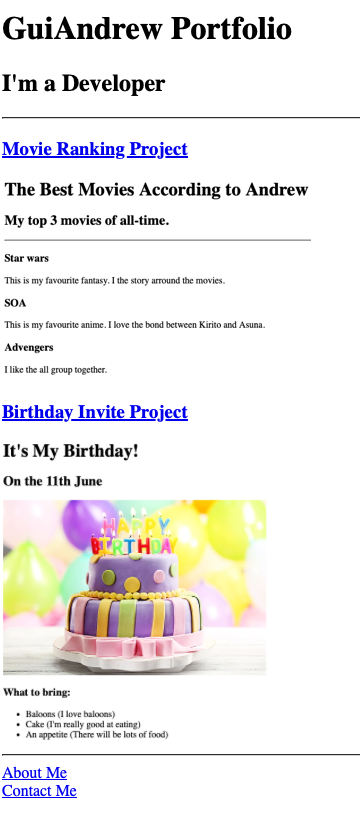 GuiAndrew Portfolio
I'm a Developer
Movie Ranking Project
The Best Movies According to Andrew
My top 3 movies of all-time.
Star wars
This is my favourite fantasy. I the story arround the movies.
SOA
This is my favourite anime. I love the bond between Kirito and Asuna.
Advengers
I like the all group together.
Birthday Invite Project
It's My Birthday!
On the 11th June
HAPPY
BIRTHDAY
What to bring:
Baloons (I love baloons)
Cake (I'm really good at eating)
An appetite (There will be lots of food)
About Me
Contact Me